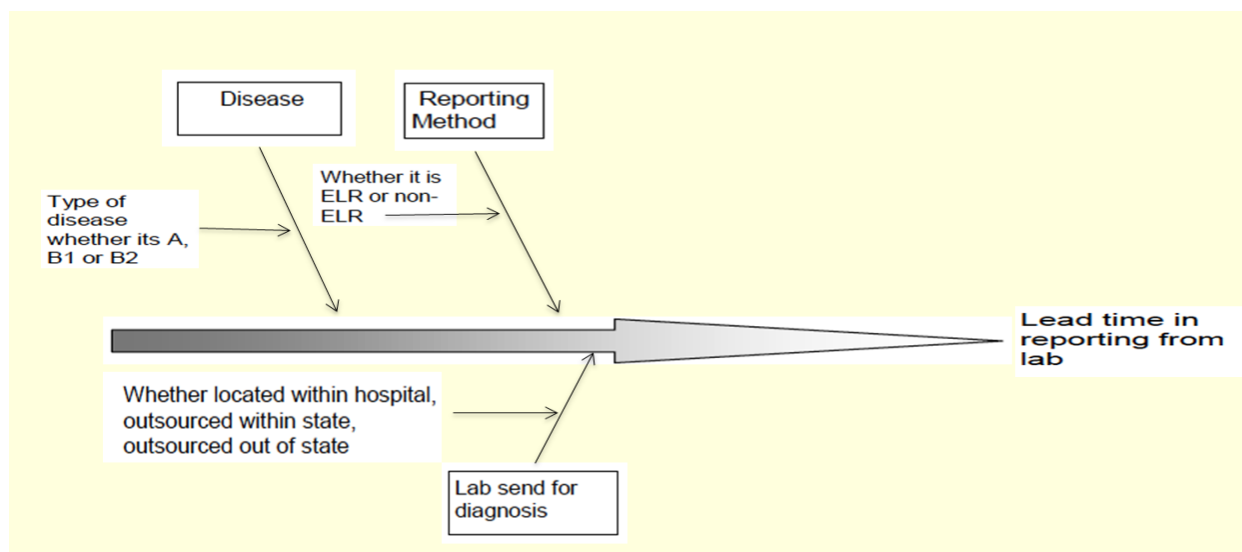 Disease
Reporting
Method
Whether it is
ELR or non-
ELR
Type of
disease
whether its A,
B1 or B2
Lead time in
reporting from
lab
Whether located within hospital,
outsourced within state,
outsourced out of state
Lab send for
diagnosis